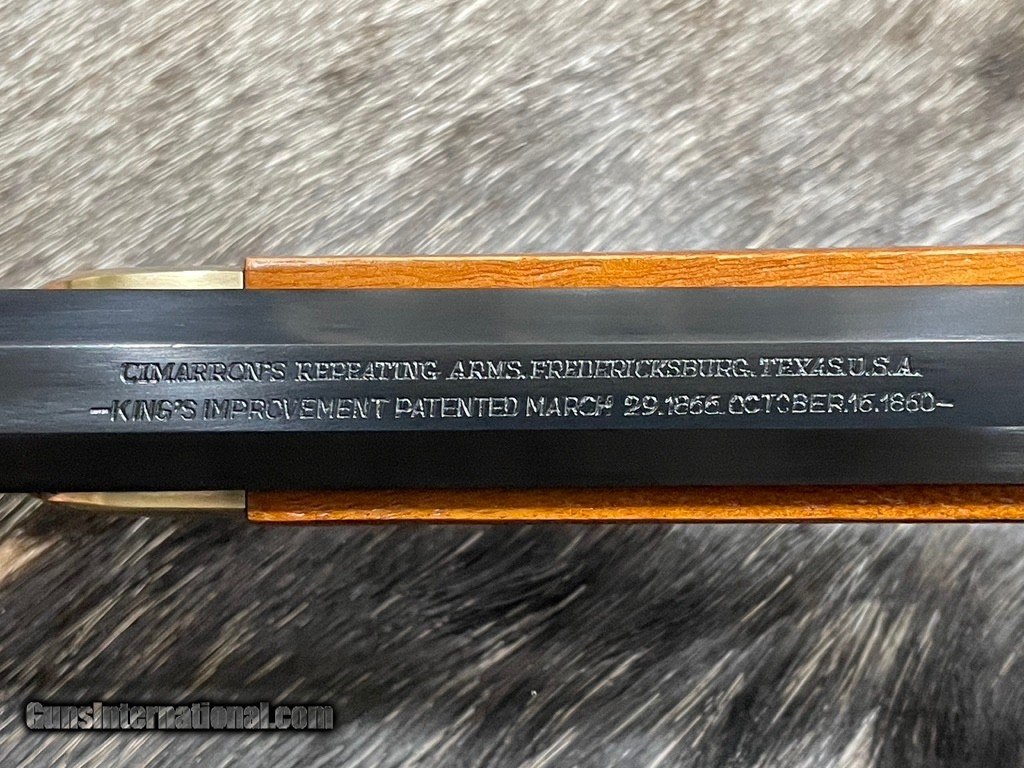 CIMARRON'S REPEATING ARMS. FREDERICKSBURG. TEXAS. U.S.A.
—KING'S IMPROVEMENT PATENTED MARCH 29.1866. OCTOBER.16.1860—
GunsInternational.com